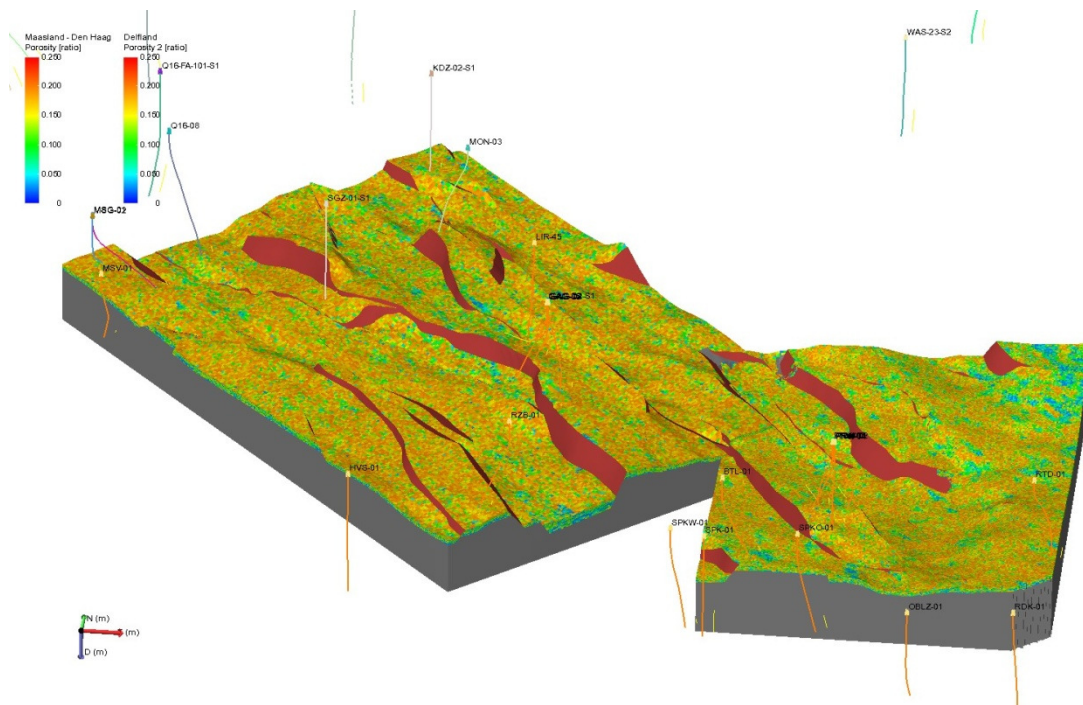 Maasland - Den Haag
Porosity [ratio]
0.250
0.200
0.150
0.100
0.050
0
Delfland
Porosity 2 [ratio]
0.250
0.200
0.150
0.100
0.050
0
Q16-FA-101-S1
Q16-08
KDZ-02-S1
WAS-23-S2
MON-03
SGZ-01-S1
MSV-01
LIR-45
RZB-01
HVS-01
BTL-01
RTD-01
SPKW-01
SPK-01
SPKO-01
OBLZ-01
RDK-01
N (m)
(m)
D (m)